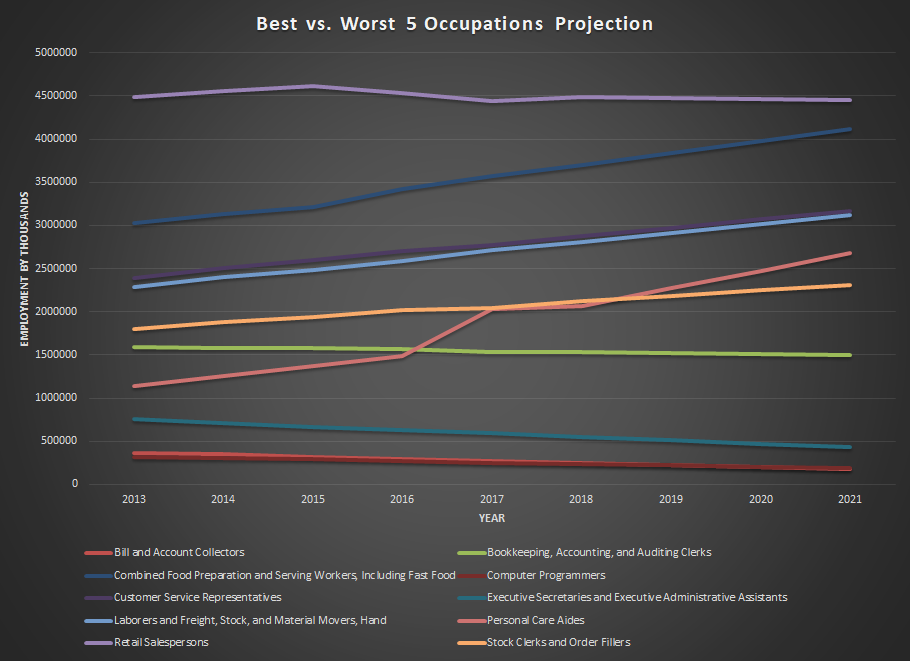 Best vs. Worst 5 Occupations Projection
5000000
4500000
4000000
3500000
3000000
2500000
2000000
1500000
1000000
500000
0
EMPLOYMENT BY THOUSANDS
2013 2014 2015 2016 2017 2018 2019 2020 2021
YEAR
Bill and Account Collectors
Bookkeeping, Accounting, and Auditing Clerks
Combined Food Preparation and Serving Workers, Including Fast Food
Computer Programmers
Customer Service Representatives
Executive Secretaries and Executive Administrative Assistants
Laborers and Freight, Stock, and Material Movers, Hand
Personal Care Aides
Retail Salespersons
Stock Clerks and Order Fillers